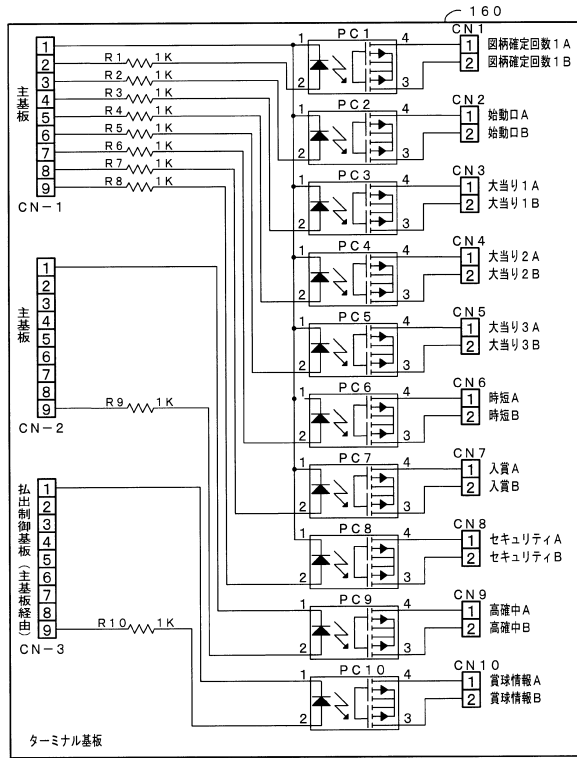 160
主基板
1
2
3
4
5
6
7
8
9
CN-1
R1 1K
R2 1K
R3 1K
R4 1K
R5 1K
R6 1K
R7 1K
R8 1K
主基板
1
2
3
4
5
6
7
8
9
CN-2
R9 1K
払出制御基板(主基板経由)
1
2
3
4
5
6
7
8
9
CN-3
R10 1K
PC1
1
2
4
3
CN1
1 図柄確定回数1A
2 図柄確定回数1B
PC2
1
2
4
3
CN2
1 始動口A
2 始動口B
PC3
1
2
4
3
CN3
1 大当り1A
2 大当り1B
PC4
1
2
4
3
CN4
1 大当り2A
2 大当り2B
PC5
1
2
4
3
CN5
1 大当り3A
2 大当り3B
PC6
1
2
4
3
CN6
1 時短A
2 時短B
PC7
1
2
4
3
CN7
1 入賞A
2 入賞B
PC8
1
2
4
3
CN8
1 セキュリティA
2 セキュリティB
PC9
1
2
4
3
CN9
1 高確中A
2 高確中B
PC10
1
2
4
3
CN10
1 賞球情報A
2 賞球情報B
ターミナル基板